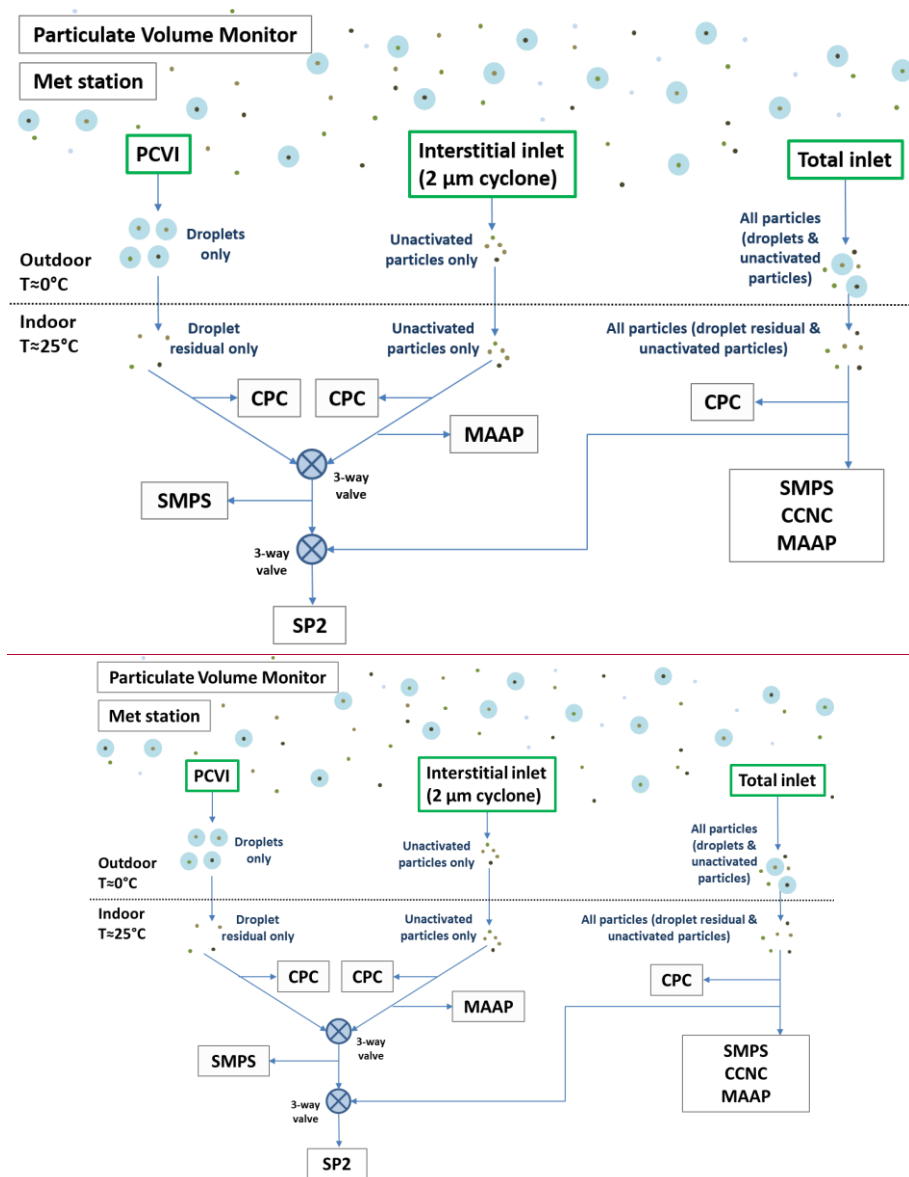 Particulate Volume Monitor
Met station
PCVI
Interstitial inlet
(2 μm cyclone)
Total inlet
Droplets
only
Unactivated
particles only
All particles
(droplets &
unactivated
particles)
Outdoor
T≈0°C
Indoor
T≈25°C
Droplet
residual only
Unactivated
particles only
All particles (droplet residual &
unactivated particles)
CPC
CPC
CPC
MAAP
3-way
valve
SMPS
SMPS
CCNC
MAAP
3-way
valve
SP2
Particulate Volume Monitor
Met station
PCVI
Interstitial inlet
(2 μm cyclone)
Total inlet
Droplets
only
Unactivated
particles only
All particles
(droplets &
unactivated
particles)
Outdoor
T≈0°C
Indoor
T≈25°C
Droplet
residual only
Unactivated
particles only
All particles (droplet residual &
unactivated particles)
CPC
CPC
CPC
MAAP
3-way
valve
SMPS
SMPS
CCNC
MAAP
3-way
valve
SP2